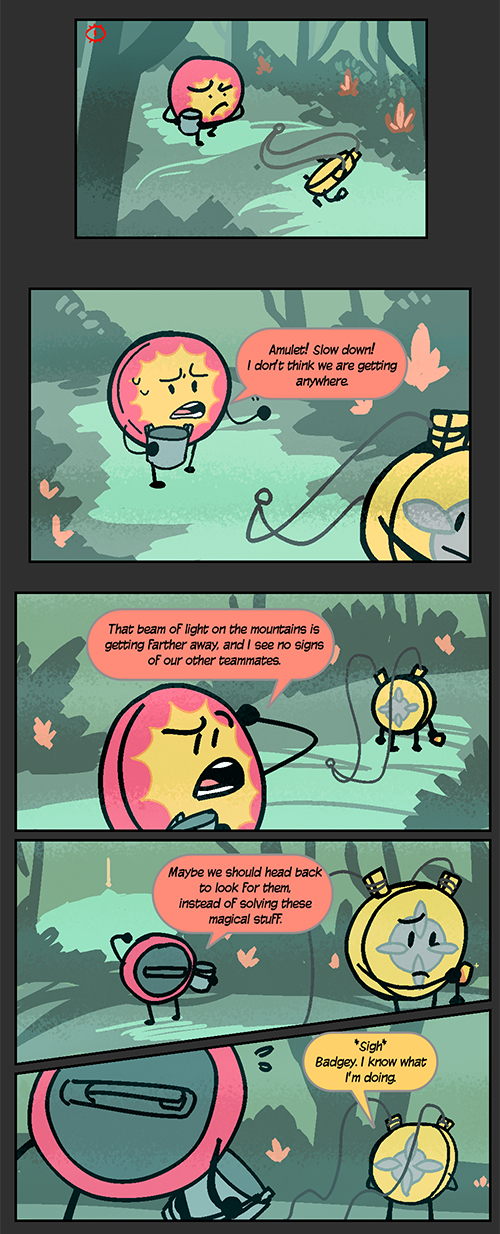 Amulet! Slow down!
I don't think we are getting
anywhere.
That beam of light on the mountains is
getting farther away, and I see no signs
of our other teammates.
Maybe we should head back
to look for them,
instead of solving these
magical stuff.
*Sigh*
Badgey. I know what
I'm doing.